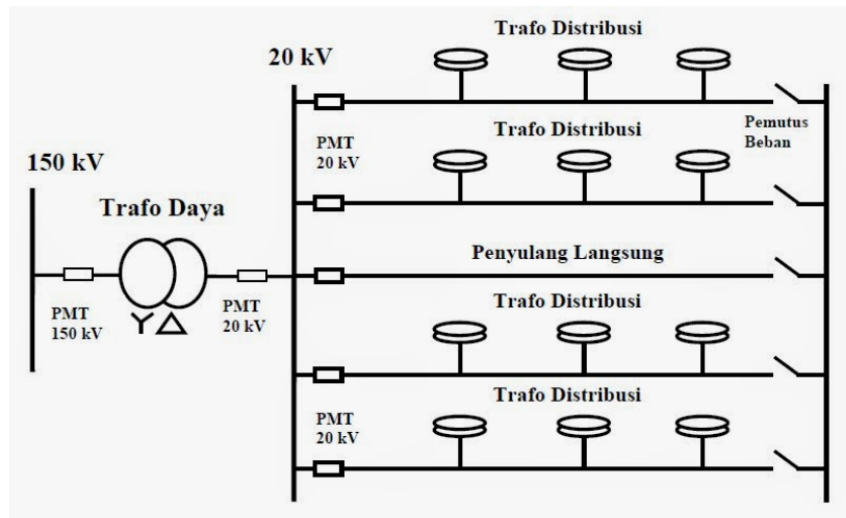 Trafo Distribusi
20 kV
PMT
20 kV
Trafo Distribusi
Pemutus
Beban
150 kV
Trafo Daya
Penyulang Langsung
PMT
150 kV
PMT
20 kV
Trafo Distribusi
Trafo Distribusi
PMT
20 kV